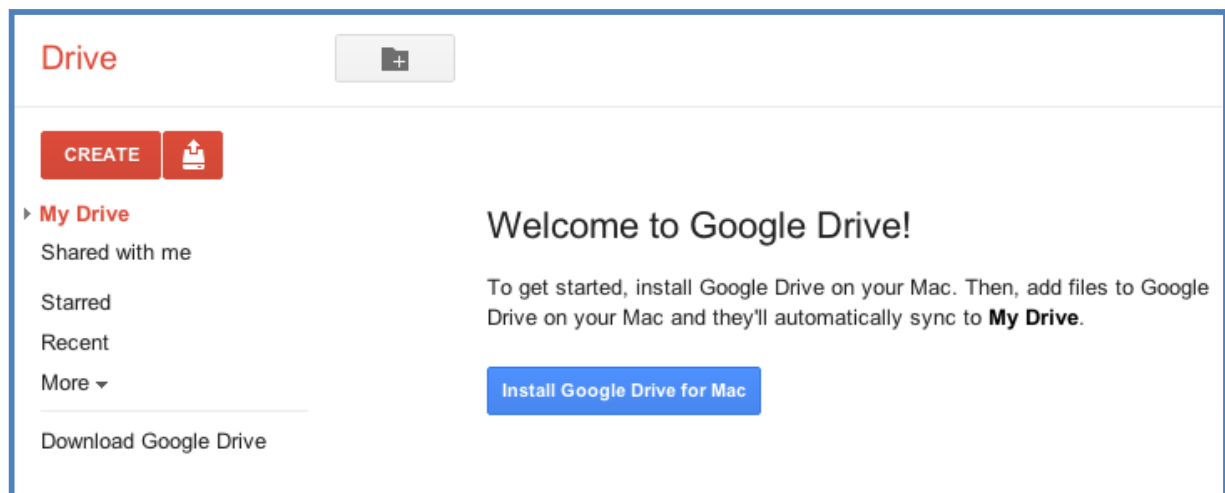 Drive
CREATE
My Drive
Shared with me
Starred
Recent
More
Download Google Drive
Welcome to Google Drive!
To get started, install Google Drive on your Mac. Then, add files to Google
Drive on your Mac and they'll automatically sync to My Drive.
Install Google Drive for Mac